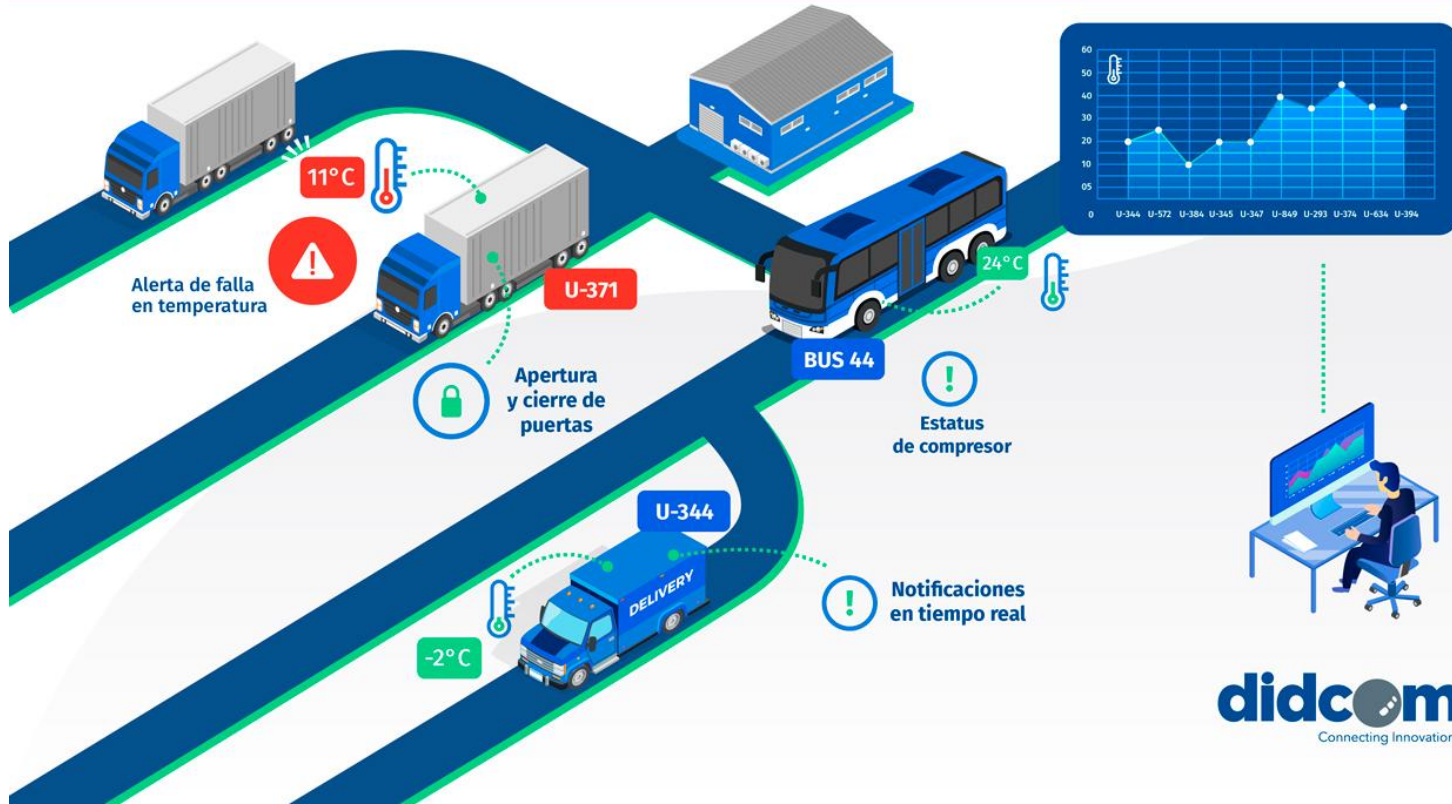 11°C
Alerta de falla
en temperatura
U-371
Apertura
y cierre de
puertas
24°C
BUS 44
Estatus
de compresor
U-344
DELIVERY
-2°C
Notificaciones
en tiempo real
60
50
40
30
20
10
05
0
U-344 U-572 U-384 U-345 U-347 U-849 U-293 U-374 U-634 U-394
didcom
Connecting Innovation